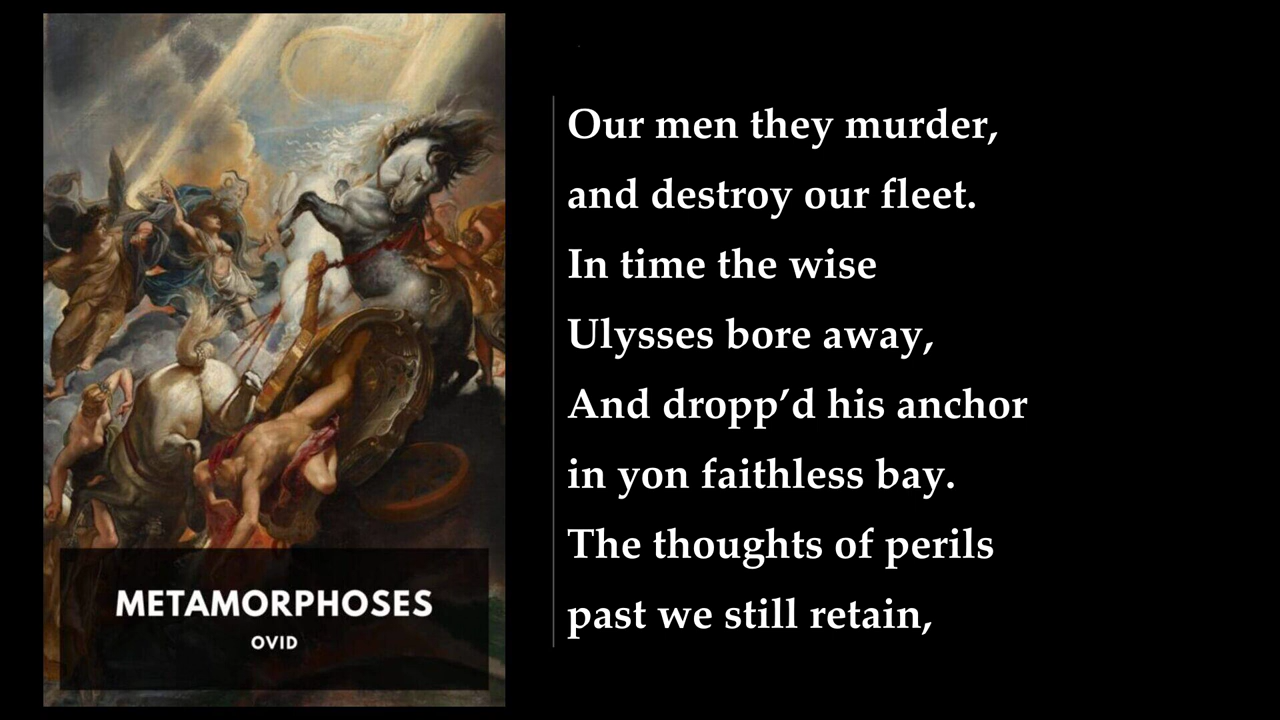 METAMORPHOSES
OVID
Our men they murder,
and destroy our fleet.
In time the wise
Ulysses bore away,
And dropp’d his anchor
in yon faithless bay.
The thoughts of perils
past we still retain,